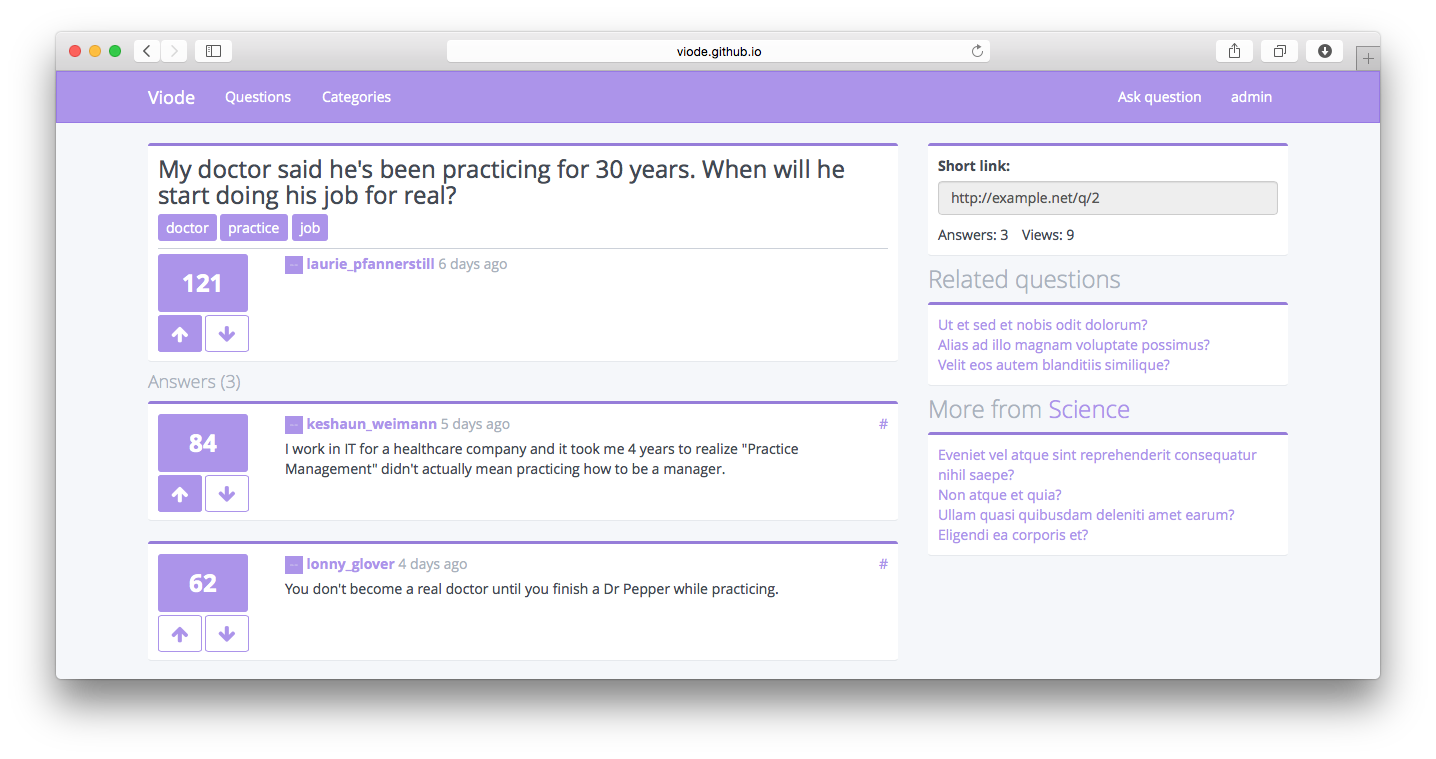 viode.github.io
Viode Questions Categories Ask question admin
My doctor said he's been practicing for 30 years. When will he
start doing his job for real?
doctor practice job
121
laurie_pfannerstill 6 days ago
Answers (3)
84
keshaun_weimann 5 days ago #
I work in IT for a healthcare company and it took me 4 years to realize "Practice
Management" didn't actually mean practicing how to be a manager.
62
lonny_glover 4 days ago #
You don't become a real doctor until you finish a Dr Pepper while practicing.
Short link:
http://example.net/q/2
Answers: 3 Views: 9
Related questions
Ut et sed et nobis odit dolorum?
Alias ad illo magnam voluptate possimus?
Velit eos autem blanditiis similique?
More from Science
Eveniet vel atque sint reprehenderit consequatur
nihil saepe?
Non atque et quia?
Ullam quasi quibusdam deleniti amet earum?
Eligendi ea corporis et?